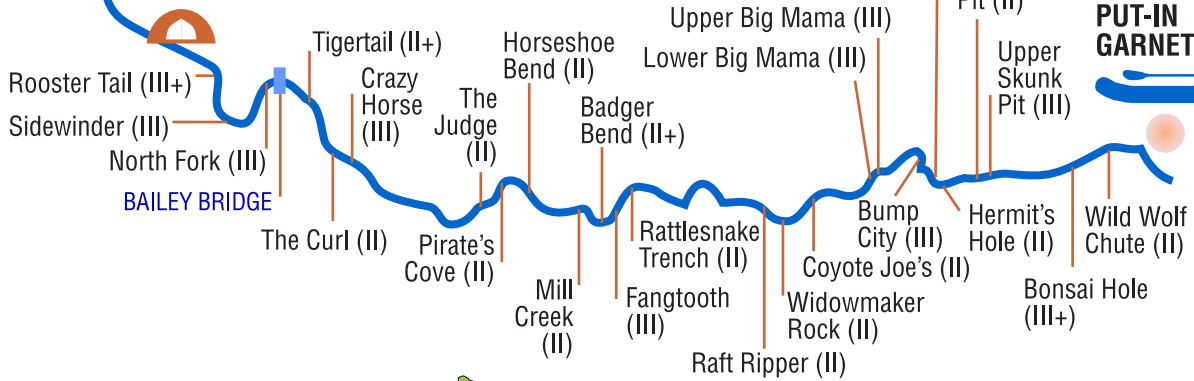 Rooster Tail (III+)
Sidewinder (III)
North Fork (III)
BAILEY BRIDGE
Tigertail (II+)
Crazy
Horse
(III)
The Curl (II)
The
Judge
(II)
Pirate's
Cove (II)
Horseshoe
Bend (II)
Mill
Creek
(II)
Badger
Bend (II+)
Fangtooth
(III)
Rattlesnake
Trench (II)
Raft Ripper (II)
Widowmaker
Rock (II)
Coyote Joe's (II)
Upper Big Mama (III)
Lower Big Mama (III)
Bump
City (III)
Hermit's
Hole (II)
Pit (II)
Upper
Skunk
Pit (III)
Bonsai Hole
(III+)
Wild Wolf
Chute (II)
PUT-IN
GARNET